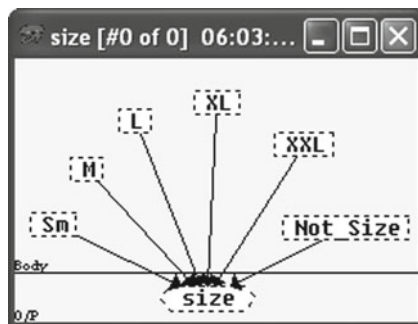 size [#0 of 0] 06:03:...
XL
L
XXL
M
Sm
Not_Size
Body
size
O/P